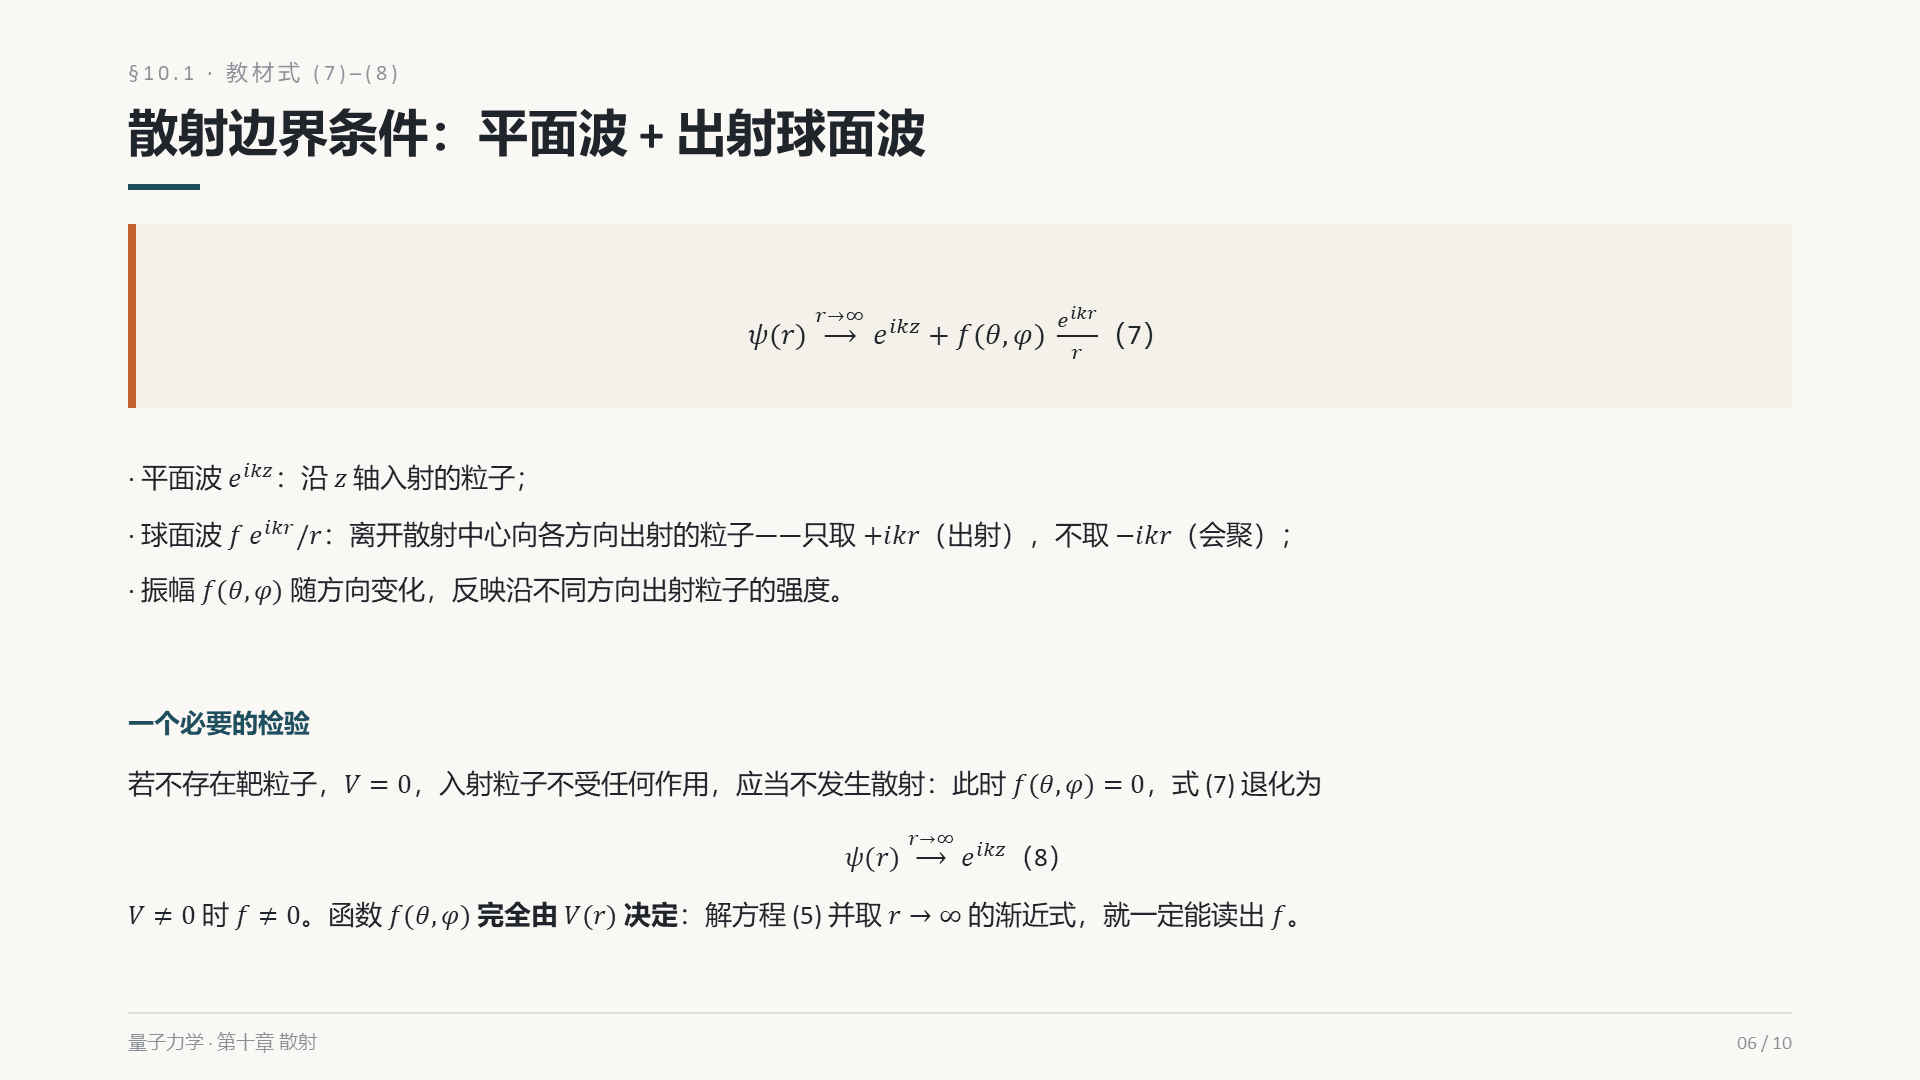 §10.1 · 教材式 (7)–(8)
散射边界条件：平面波 + 出射球面波
ψ(r) \overset{r→∞}{⟶} e^{ikz} + f(θ,φ) \frac{e^{ikr}}{r}（7）
· 平面波 e^{ikz}：沿 z 轴入射的粒子；
· 球面波 f e^{ikr}/r：离开散射中心向各方向出射的粒子——只取 +ikr（出射），不取 −ikr（会聚）；
· 振幅 f(θ,φ) 随方向变化，反映沿不同方向出射粒子的强度。
一个必要的检验
若不存在靶粒子，V = 0，入射粒子不受任何作用，应当不发生散射：此时 f(θ,φ) = 0，式 (7) 退化为
ψ(r) \overset{r→∞}{⟶} e^{ikz}（8）
V ≠ 0 时 f ≠ 0。函数 f(θ,φ) 完全由 V(r) 决定：解方程 (5) 并取 r → ∞ 的渐近式，就一定能读出 f。
量子力学 · 第十章 散射
06 / 10